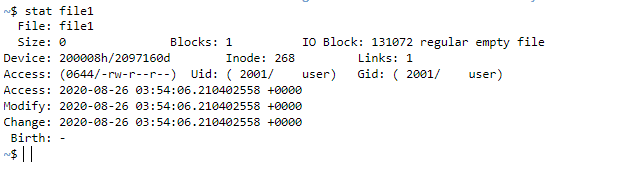 ~$ stat file1
  File: file1
  Size: 0               Blocks: 1          IO Block: 131072 regular empty file
Device: 200008h/2097160d        Inode: 268         Links: 1
Access: (0644/-rw-r--r--)  Uid: ( 2001/    user)   Gid: ( 2001/    user)
Access: 2020-08-26 03:54:06.210402558 +0000
Modify: 2020-08-26 03:54:06.210402558 +0000
Change: 2020-08-26 03:54:06.210402558 +0000
 Birth: -
~$